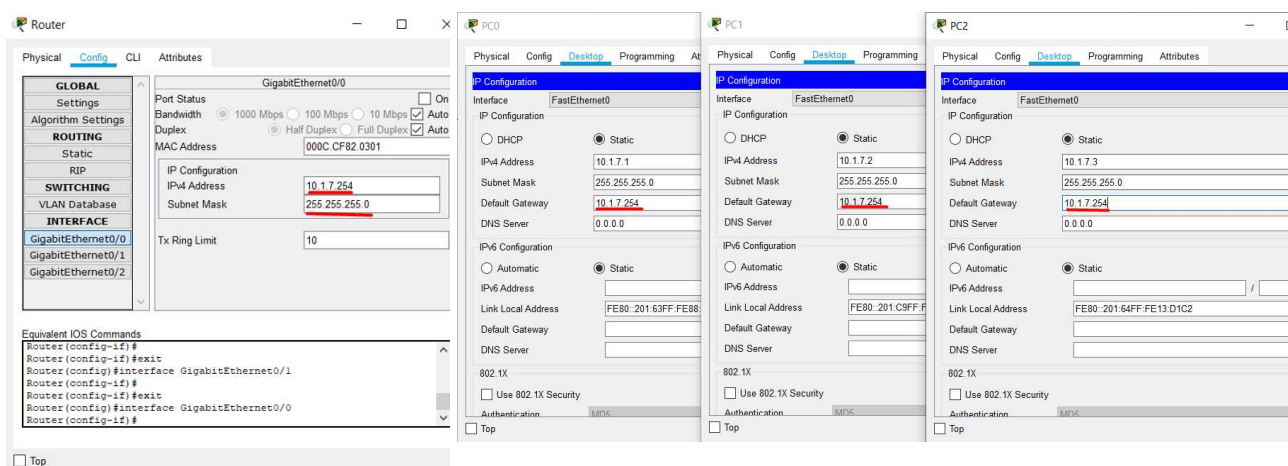 Router
Physical Config CLI Attributes
GLOBAL
Settings
Algorithm Settings
ROUTING
Static
RIP
SWITCHING
VLAN Database
INTERFACE
GigabitEthernet0/0
GigabitEthernet0/1
GigabitEthernet0/2
GigabitEthernet0/0
Port Status On
Bandwidth 1000 Mbps 100 Mbps 10 Mbps Auto
Duplex Half Duplex Full Duplex Auto
MAC Address 000C.CF82.0301
IP Configuration
IPv4 Address 10.1.7.254
Subnet Mask 255.255.255.0
Tx Ring Limit 10
Equivalent IOS Commands
Router(config-if)#
Router(config-if)#exit
Router(config)#interface GigabitEthernet0/1
Router(config-if)#
Router(config-if)#exit
Router(config)#interface GigabitEthernet0/0
Router(config-if)#
Top
PC0
Physical Config Desktop Programming At
IP Configuration
Interface FastEthernet0
IP Configuration
DHCP Static
IPv4 Address 10.1.7.1
Subnet Mask 255.255.255.0
Default Gateway 10.1.7.254
DNS Server 0.0.0.0
IPv6 Configuration
Automatic Static
IPv6 Address
Link Local Address FE80::201:63FF:FE88:
Default Gateway
DNS Server
802.1X
Use 802.1X Security
Authentication MD5
Top
PC1
Physical Config Desktop Programming
IP Configuration
Interface FastEthernet0
IP Configuration
DHCP Static
IPv4 Address 10.1.7.2
Subnet Mask 255.255.255.0
Default Gateway 10.1.7.254
DNS Server 0.0.0.0
IPv6 Configuration
Automatic Static
IPv6 Address
Link Local Address FE80::201:C9FF:F
Default Gateway
DNS Server
802.1X
Use 802.1X Security
Authentication MD5
Top
PC2
Physical Config Desktop Programming Attributes
IP Configuration
Interface FastEthernet0
IP Configuration
DHCP Static
IPv4 Address 10.1.7.3
Subnet Mask 255.255.255.0
Default Gateway 10.1.7.254
DNS Server 0.0.0.0
IPv6 Configuration
Automatic Static
IPv6 Address /
Link Local Address FE80::201:64FF:FE13:D1C2
Default Gateway
DNS Server
802.1X
Use 802.1X Security
Authentication MD5
Top